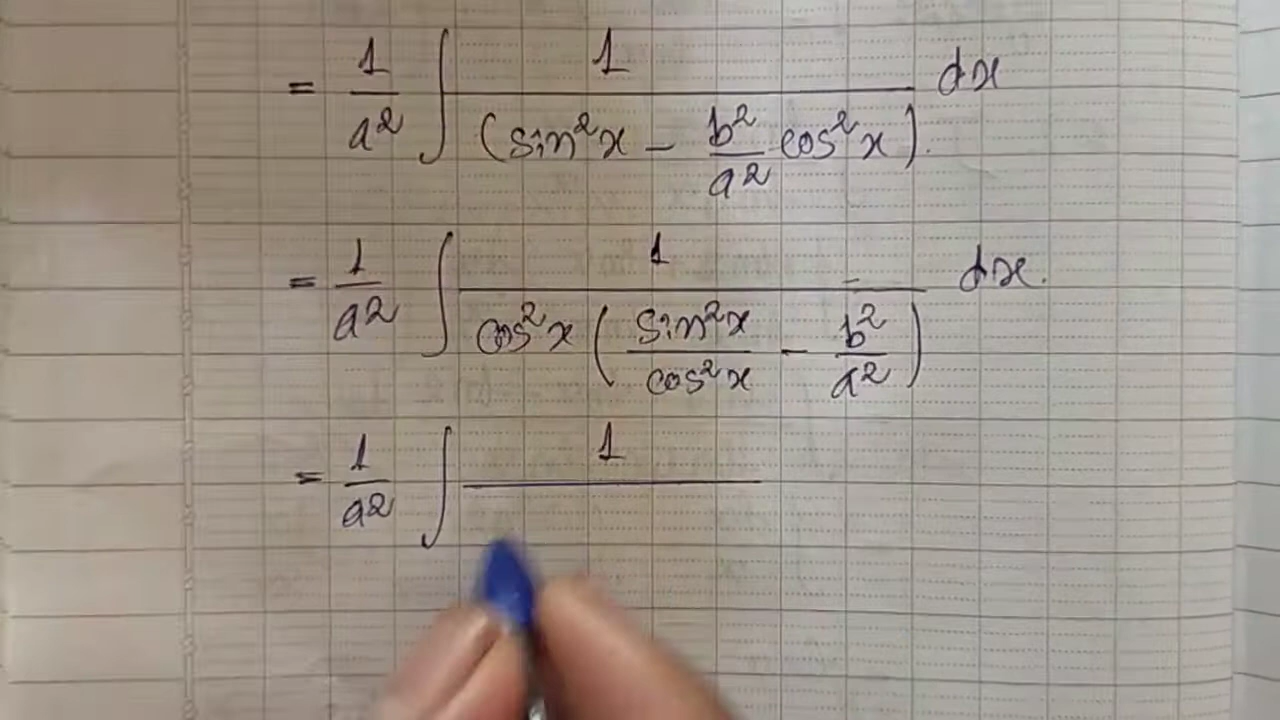 = 1/a² ∫ 1/(sin²x - b²/a² cos²x) dx
= 1/a² ∫ 1/cos²x (sin²x/cos²x - b²/a²) dx.
= 1/a² ∫ 1/